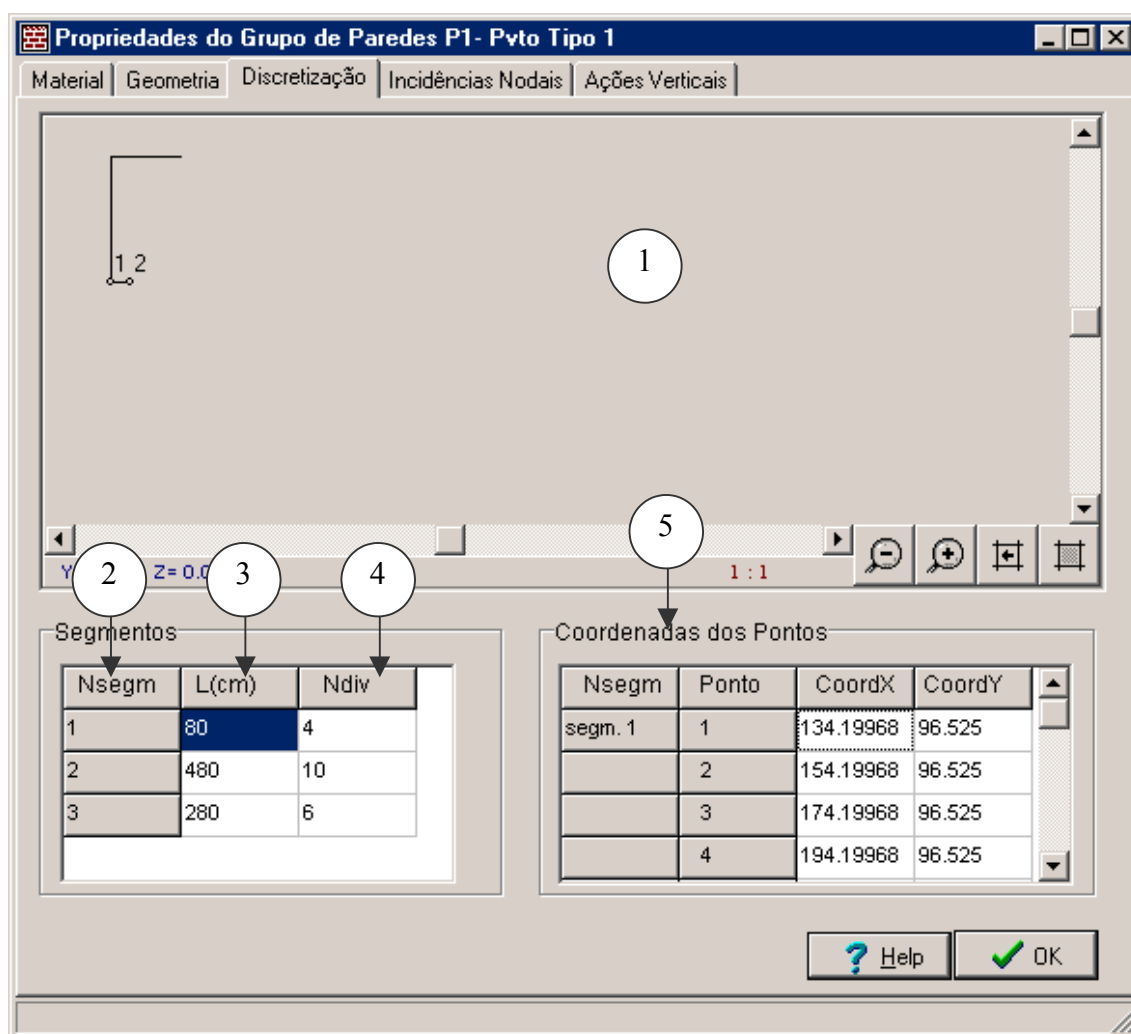 Propriedades do Grupo de Paredes P1- Pvto Tipo 1
Material Geometria Discretização Incidências Nodais Ações Verticais
1 2
1
5
2 3 4
Y Z= 0.0 1 : 1
Segmentos
Nsegm L(cm) Ndiv
1 80 4
2 480 10
3 280 6
Coordenadas dos Pontos
Nsegm Ponto CoordX CoordY
segm. 1 1 134.19968 96.525
2 154.19968 96.525
3 174.19968 96.525
4 194.19968 96.525
Help OK